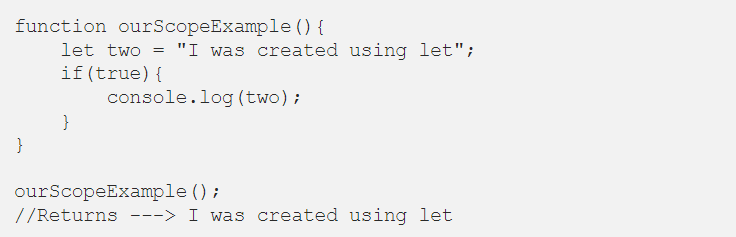 function ourScopeExample(){
    let two = "I was created using let";
    if(true){
        console.log(two);
    }
}

ourScopeExample();
//Returns ---> I was created using let